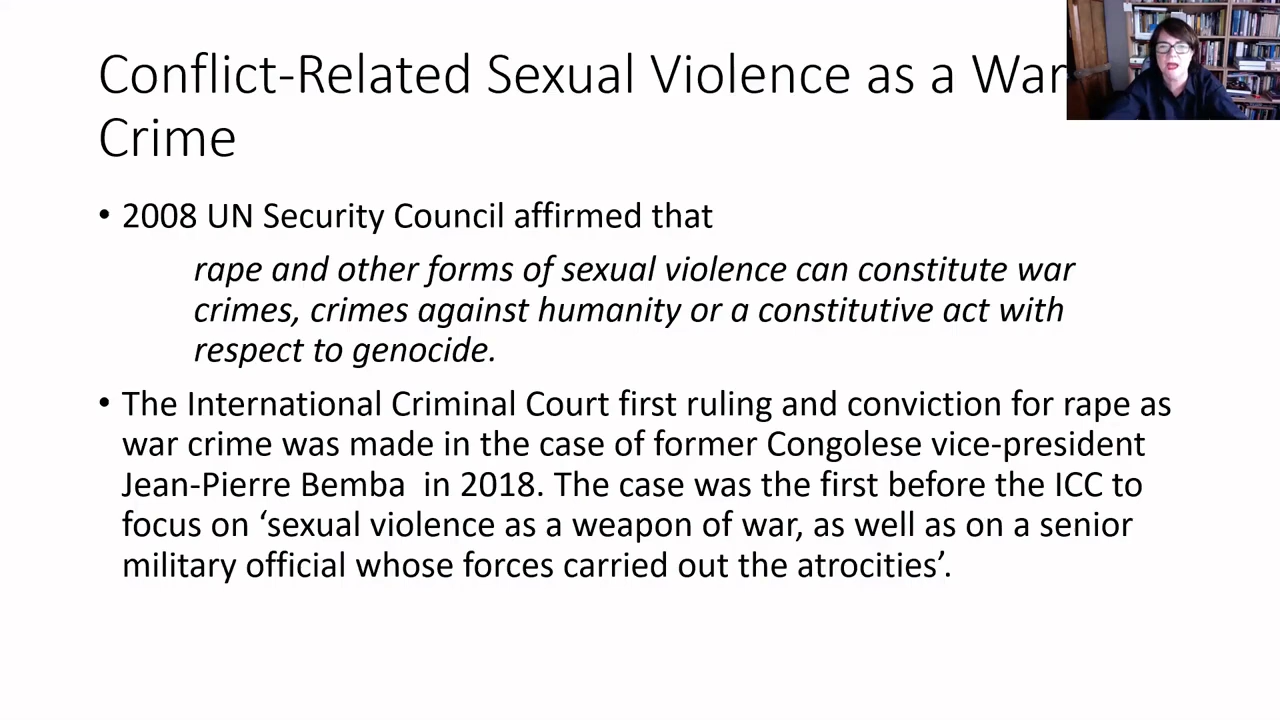 Conflict-Related Sexual Violence as a War
Crime
• 2008 UN Security Council affirmed that
rape and other forms of sexual violence can constitute war
crimes, crimes against humanity or a constitutive act with
respect to genocide.
• The International Criminal Court first ruling and conviction for rape as
war crime was made in the case of former Congolese vice-president
Jean-Pierre Bemba  in 2018. The case was the first before the ICC to
focus on ‘sexual violence as a weapon of war, as well as on a senior
military official whose forces carried out the atrocities’.